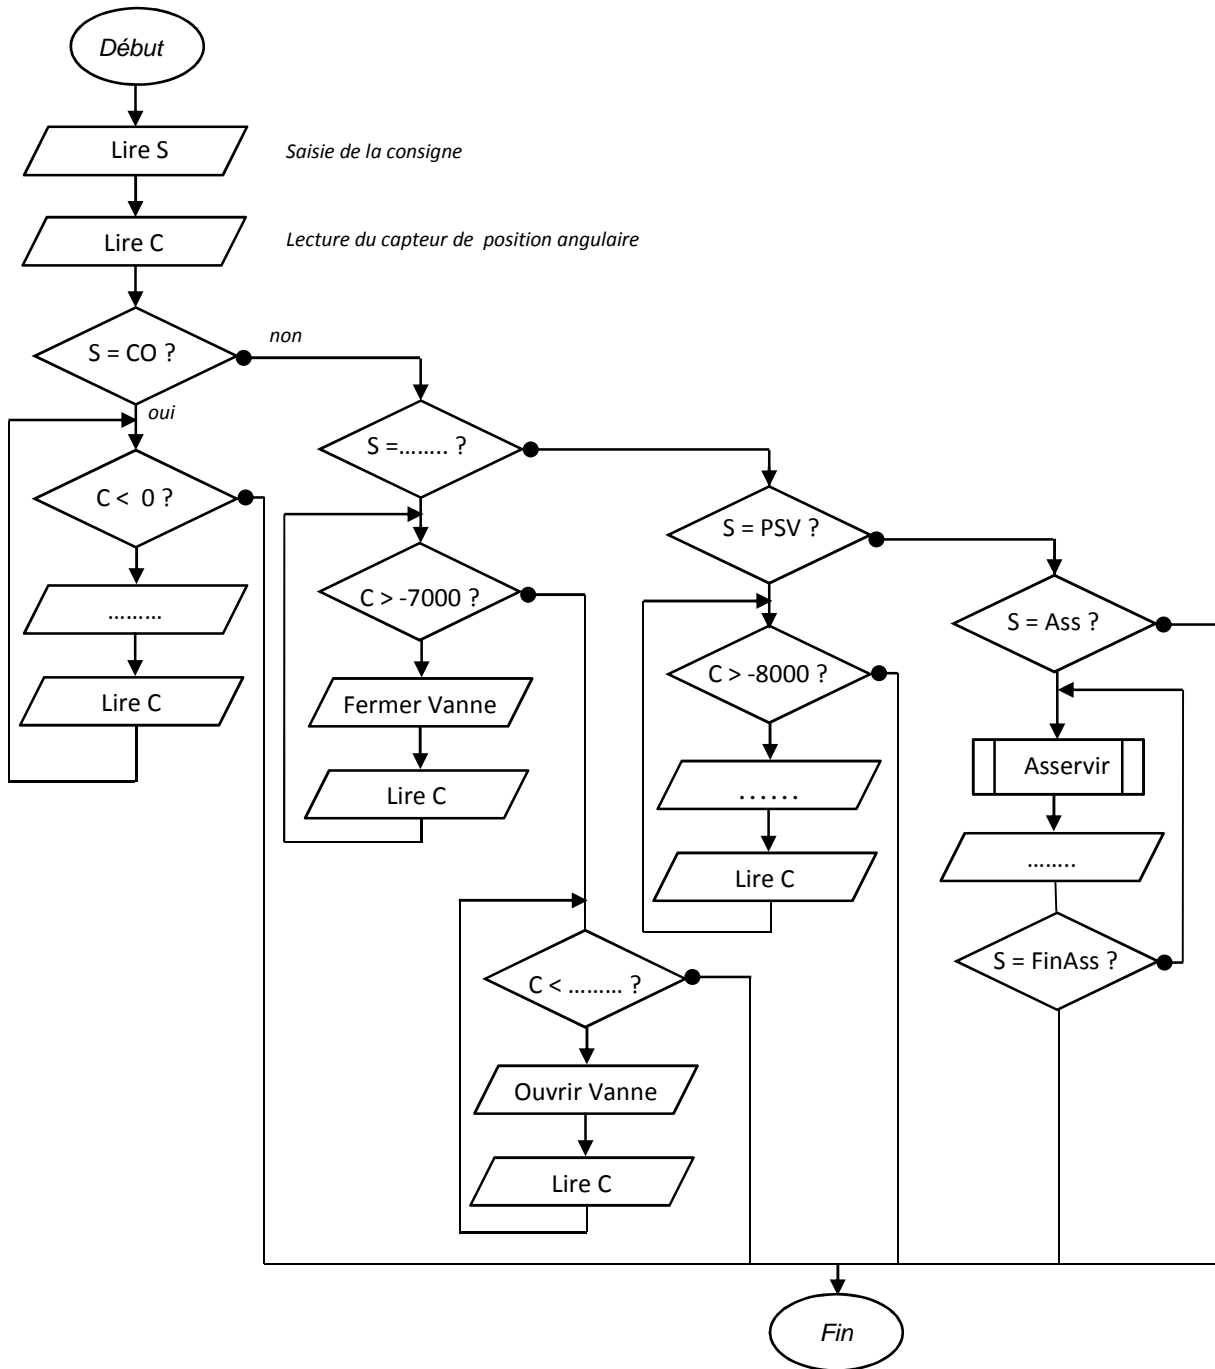 Début
Lire S
Saisie de la consigne
Lire C
Lecture du capteur de position angulaire
S = CO ?
non
oui
C < 0 ?
………
Lire C
S =…….. ?
C > -7000 ?
Fermer Vanne
Lire C
C < ……… ?
Ouvrir Vanne
Lire C
S = PSV ?
C > -8000 ?
......
Lire C
S = Ass ?
Asservir
……..
S = FinAss ?
Fin